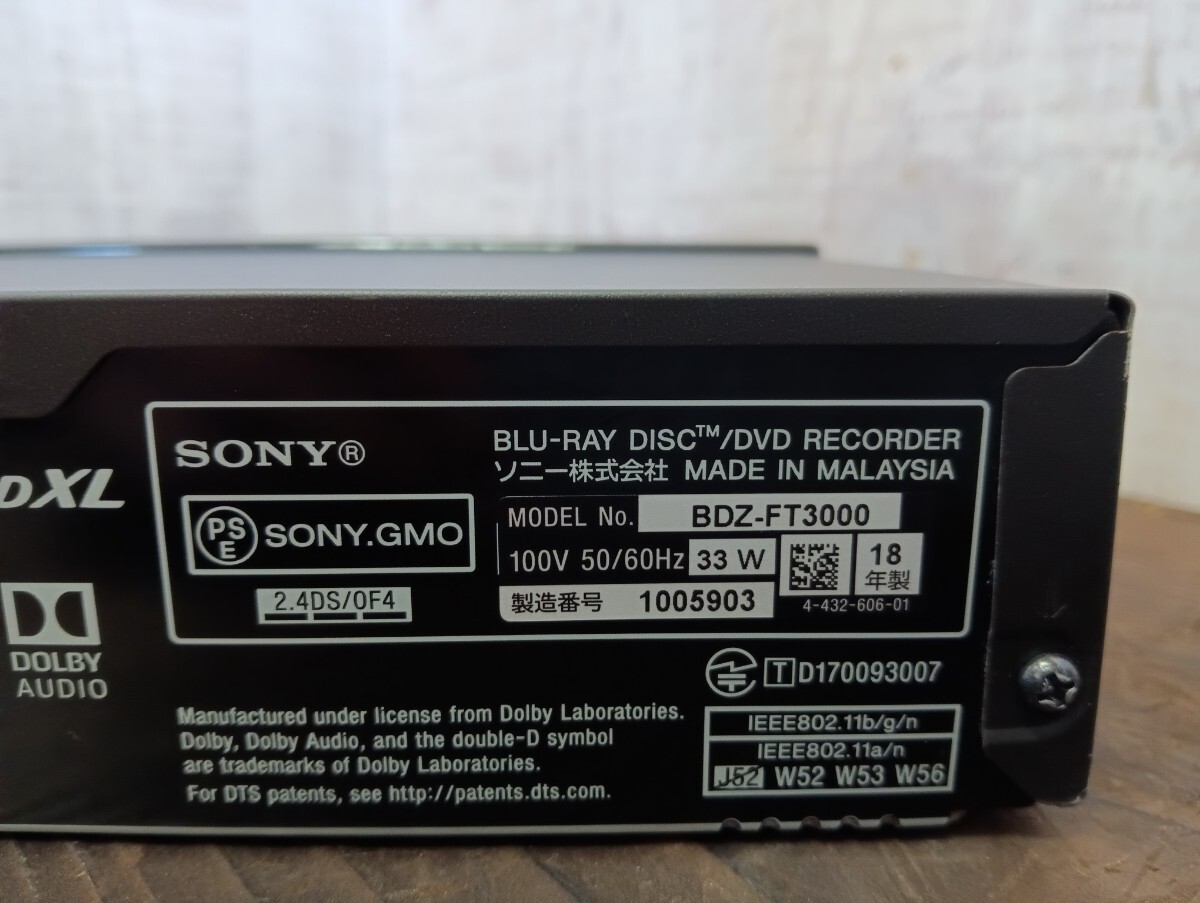 SONY®
BLU-RAY DISC™/DVD RECORDER
ソニー株式会社 MADE IN MALAYSIA
PSE SONY.GMO
MODEL No. BDZ-FT3000
100V 50/60Hz 33 W
18
年製
2.4DS/OF4
製造番号 1005903
4-432-606-01
DXL
DOLBY
AUDIO
T D170093007
Manufactured under license from Dolby Laboratories.
Dolby, Dolby Audio, and the double-D symbol
are trademarks of Dolby Laboratories.
For DTS patents, see http://patents.dts.com.
IEEE802.11b/g/n
IEEE802.11a/n
J52 W52 W53 W56